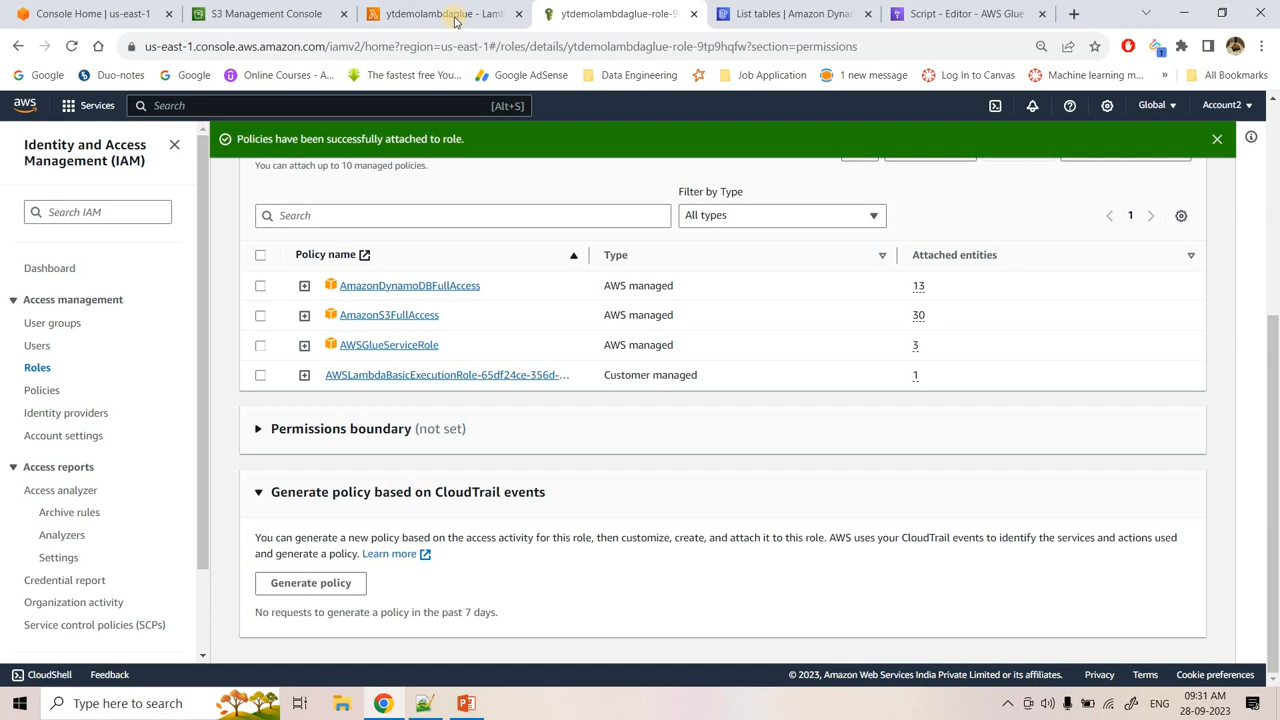 Console Home | us-east-1
S3 Management Console
ytdemolambdaglue - Lam
ytdemolambdaglue-role-9
List tables | Amazon Dyna
Script - Editor - AWS Glue
us-east-1.console.aws.amazon.com/iamv2/home?region=us-east-1#/roles/details/ytdemolambdaglue-role-9tp9hqfw?section=permissions
Google
Duo-notes
Google
Online Courses - A...
The fastest free You...
Google AdSense
Data Engineering
Job Application
1 new message
Log In to Canvas
Machine learning m...
»
All Bookmarks
aws
Services
Search
[Alt+S]
Global
Account2
Identity and Access
Management (IAM)
Search IAM
Dashboard
Access management
User groups
Users
Roles
Policies
Identity providers
Account settings
Access reports
Access analyzer
Archive rules
Analyzers
Settings
Credential report
Organization activity
Service control policies (SCPs)
Policies have been successfully attached to role.
You can attach up to 10 managed policies.
Filter by Type
Search
All types
1
Policy name
Type
Attached entities
AmazonDynamoDBFullAccess
AWS managed
13
AmazonS3FullAccess
AWS managed
30
AWSGlueServiceRole
AWS managed
3
AWSLambdaBasicExecutionRole-65df24ce-356d-...
Customer managed
1
Permissions boundary (not set)
Generate policy based on CloudTrail events
You can generate a new policy based on the access activity for this role, then customize, create, and attach it to this role. AWS uses your CloudTrail events to identify the services and actions used
and generate a policy. Learn more
Generate policy
No requests to generate a policy in the past 7 days.
CloudShell
Feedback
© 2023, Amazon Web Services India Private Limited or its affiliates.
Privacy
Terms
Cookie preferences
Type here to search
ENG
09:31 AM
28-09-2023